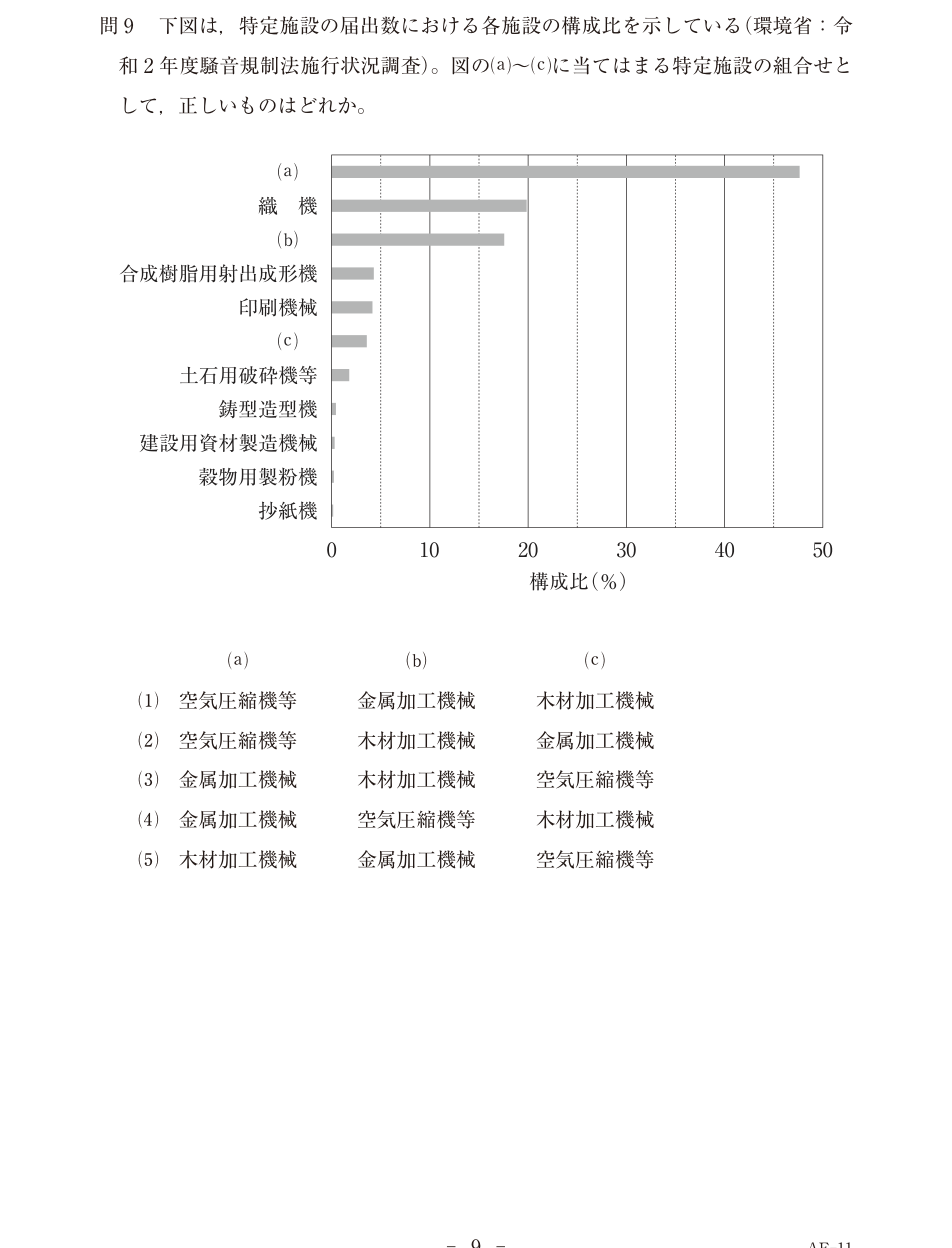 問9　下図は，特定施設の届出数における各施設の構成比を示している（環境省：令
和2年度騒音規制法施行状況調査）。図の(a)～(c)に当てはまる特定施設の組合せと
して，正しいものはどれか。
(a)
織　機
(b)
合成樹脂用射出成形機
印刷機械
(c)
土石用破砕機等
鋳型造型機
建設用資材製造機械
穀物用製粉機
抄紙機
0 10 20 30 40 50
構成比(％)
(a) (b) (c)
(1) 空気圧縮機等 金属加工機械 木材加工機械
(2) 空気圧縮機等 木材加工機械 金属加工機械
(3) 金属加工機械 木材加工機械 空気圧縮機等
(4) 金属加工機械 空気圧縮機等 木材加工機械
(5) 木材加工機械 金属加工機械 空気圧縮機等
− 9 −